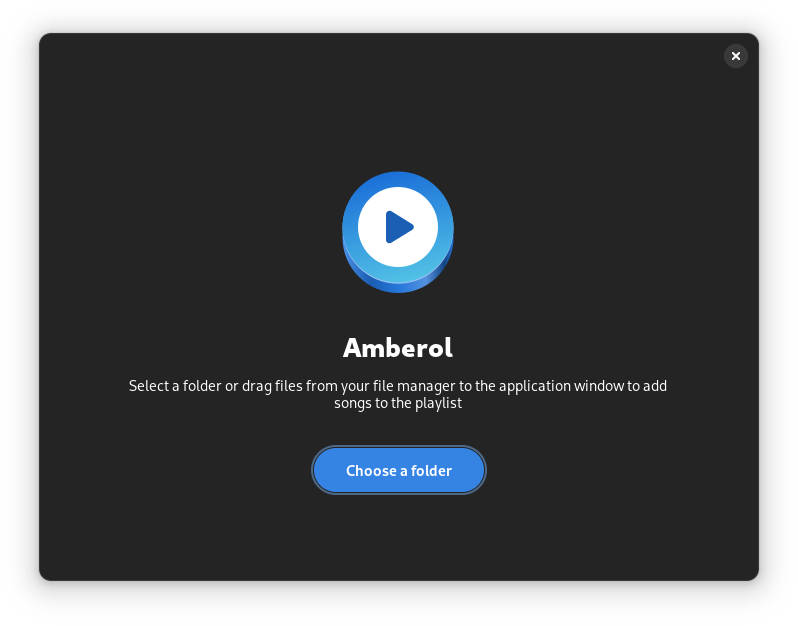 Amberol
Select a folder or drag files from your file manager to the application window to add
songs to the playlist
Choose a folder